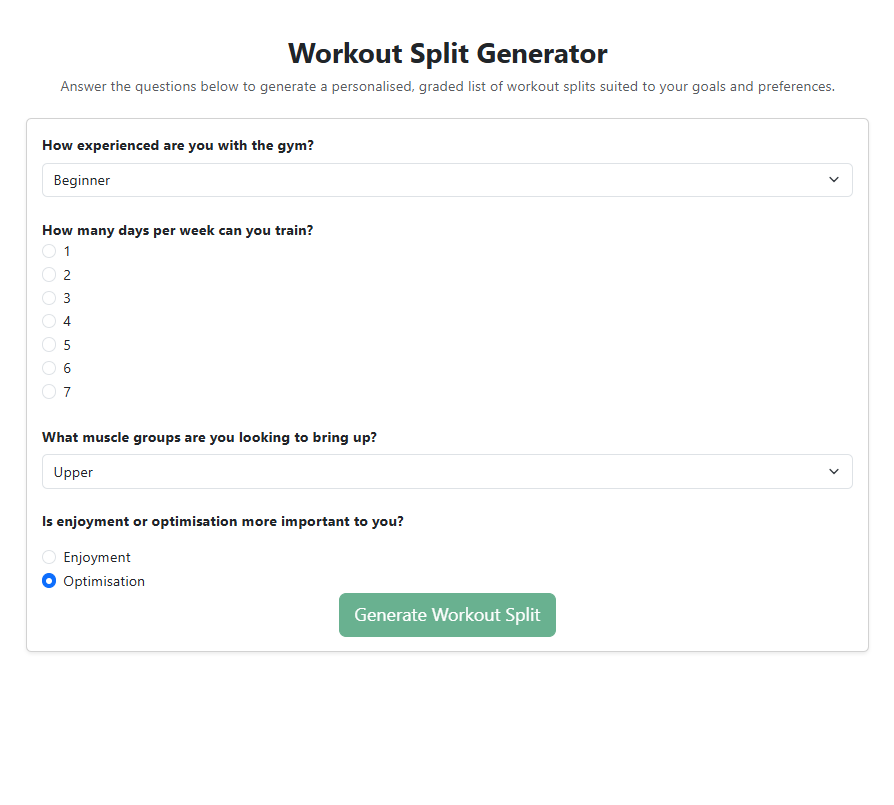 Workout Split Generator
Answer the questions below to generate a personalised, graded list of workout splits suited to your goals and preferences.
How experienced are you with the gym?
Beginner
How many days per week can you train?
1
2
3
4
5
6
7
What muscle groups are you looking to bring up?
Upper
Is enjoyment or optimisation more important to you?
Enjoyment
Optimisation
Generate Workout Split